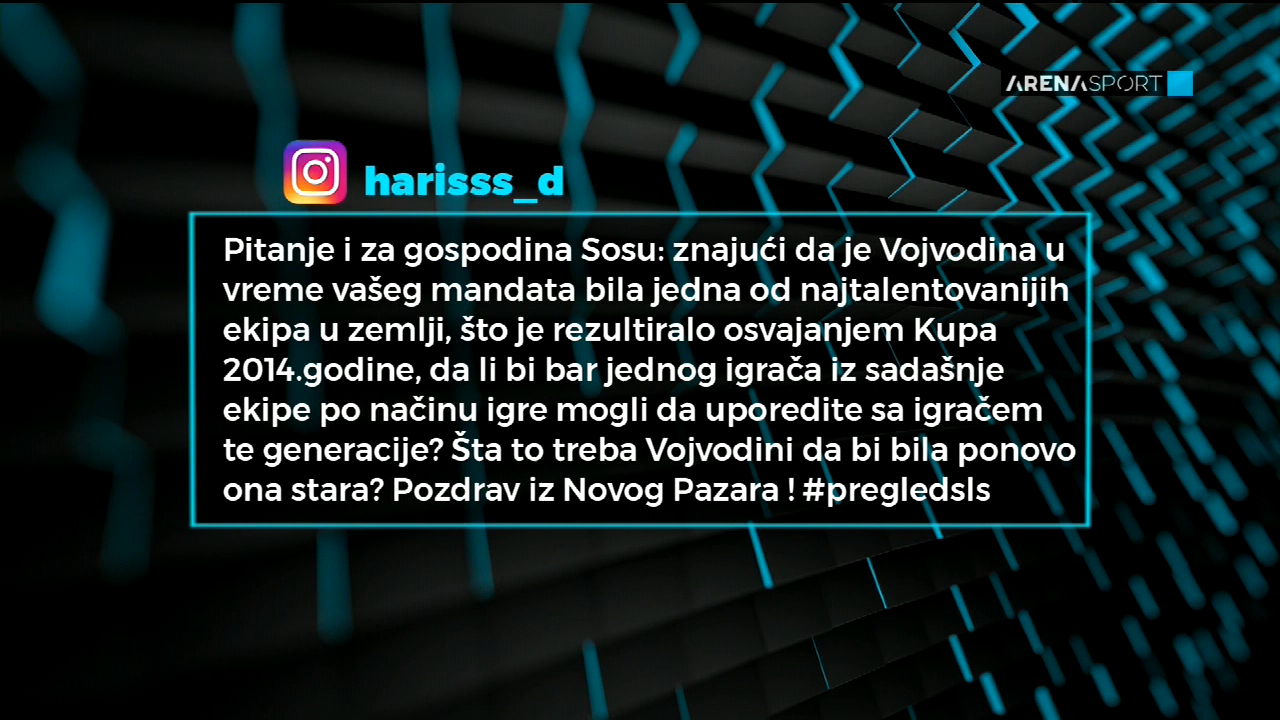 ARENASPORT
harisss_d
Pitanje i za gospodina Sosu: znajući da je Vojvodina u
vreme vašeg mandata bila jedna od najtalentovanijih
ekipa u zemlji, što je rezultiralo osvajanjem Kupa
2014.godine, da li bi bar jednog igrača iz sadašnje
ekipe po načinu igre mogli da uporedite sa igračem
te generacije? Šta to treba Vojvodini da bi bila ponovo
ona stara? Pozdrav iz Novog Pazara ! #pregledsls